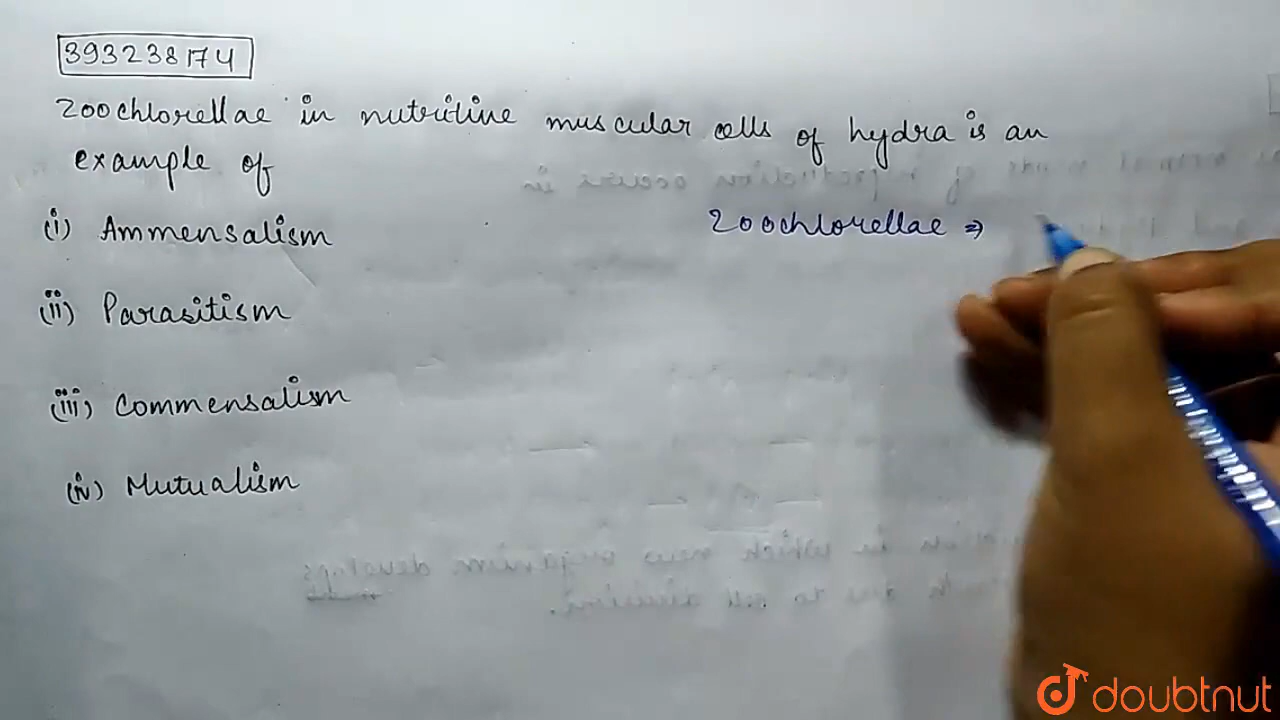 393238174
Zoochlorellae in nutritive muscular cells of hydra is an
example of
(i) Ammensalism
Zoochlorellae ⇒
(ii) Parasitism
(iii) Commensalism
(iv) Mutualism
doubtnut